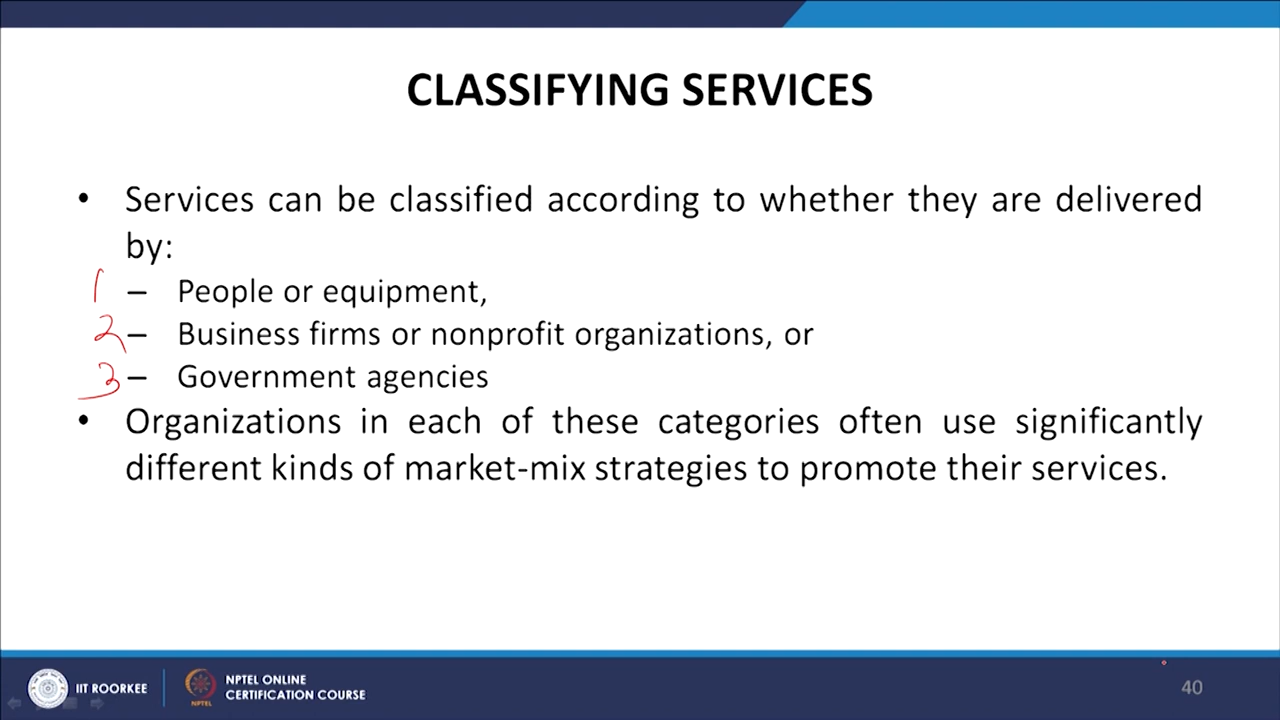 CLASSIFYING SERVICES
• Services can be classified according to whether they are delivered
by:
1 – People or equipment,
2 – Business firms or nonprofit organizations, or
3 – Government agencies
• Organizations in each of these categories often use significantly
different kinds of market-mix strategies to promote their services.
IIT ROORKEE
NPTEL
NPTEL ONLINE
CERTIFICATION COURSE
40